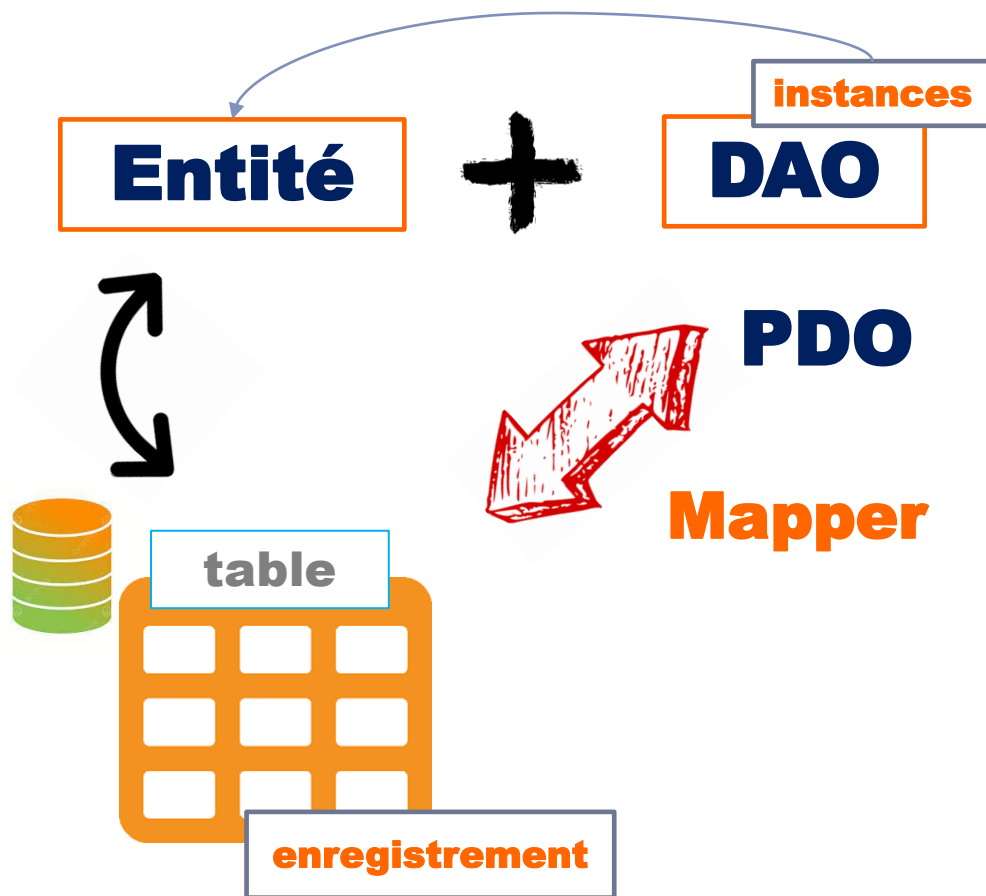 instances
Entité
DAO
PDO
Mapper
table
enregistrement